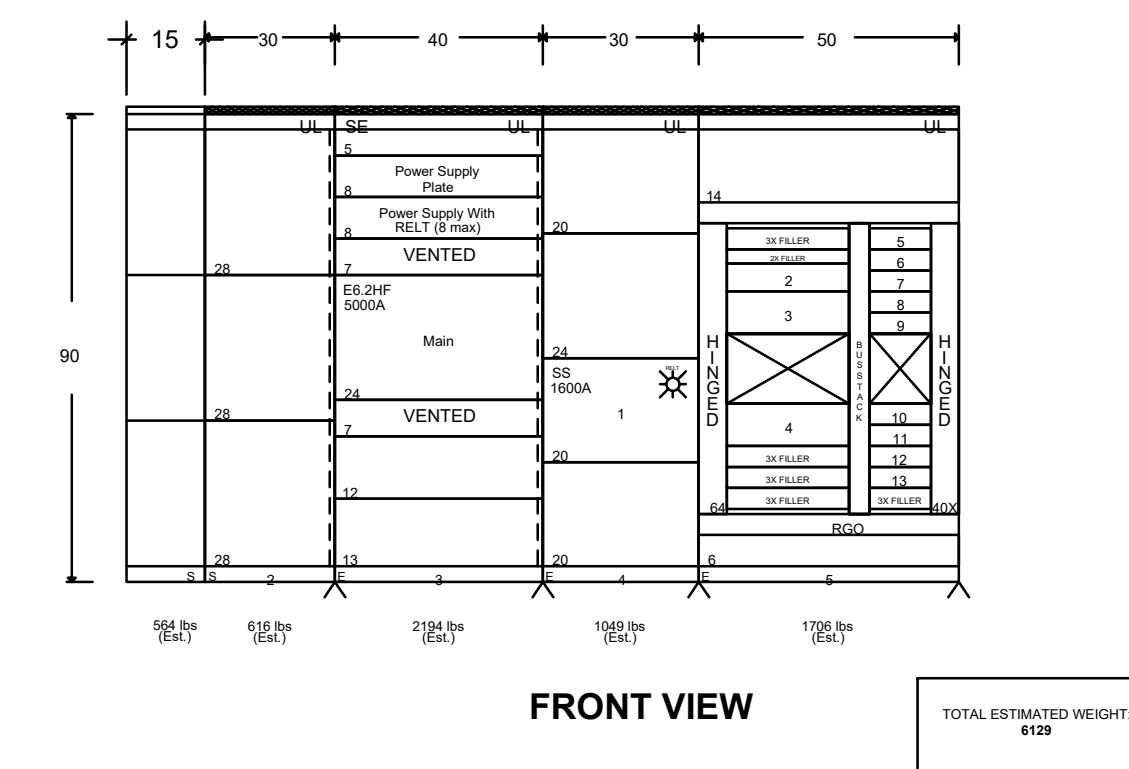 15
30
40
30
50
UL
SE
UL
UL
UL
5
Power Supply
Plate
8
Power Supply With
RELT (8 max)
8
VENTED
7
E6.2HF
5000A
Main
24
VENTED
7
12
13
28
28
28
90
20
24
SS
1600A
RELT
1
20
20
14
HINGED
3X FILLER
2X FILLER
2
3
4
3X FILLER
3X FILLER
3X FILLER
64
BUSSTACK
5
6
7
8
9
10
11
12
13
3X FILLER
HINGED
40X
RGO
6
S
S
2
E
3
E
4
E
5
564 lbs
(Est.)
616 lbs
(Est.)
2194 lbs
(Est.)
1049 lbs
(Est.)
1706 lbs
(Est.)
FRONT VIEW
TOTAL ESTIMATED WEIGHT:
6129